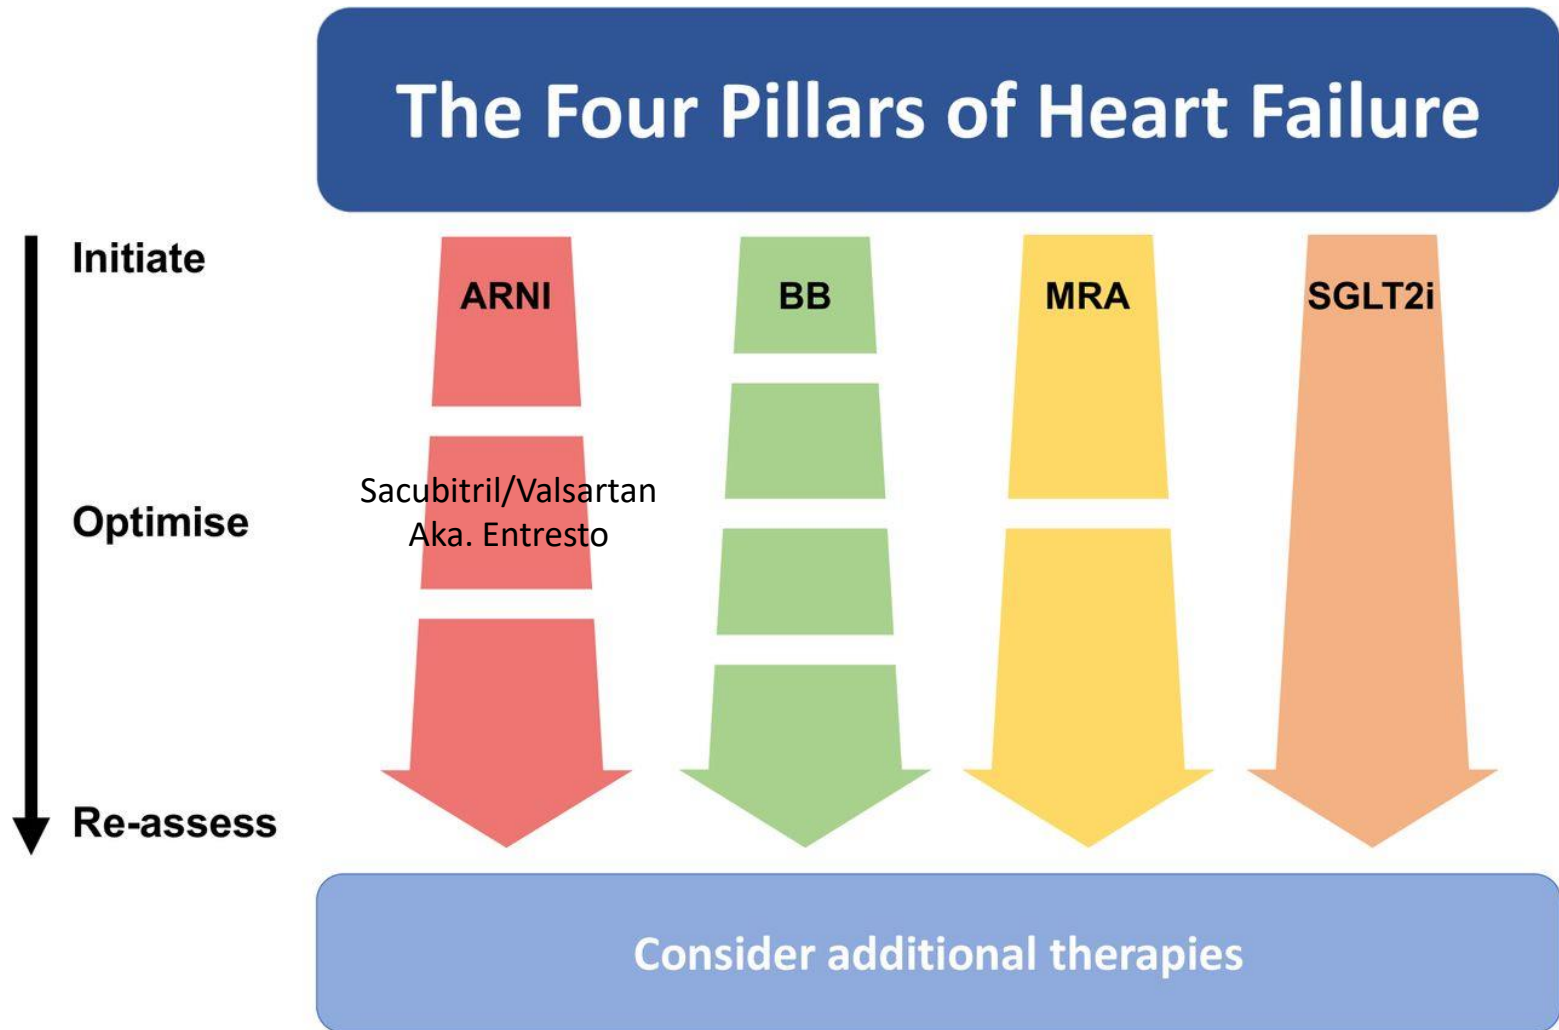 The Four Pillars of Heart Failure
Initiate
ARNI
BB
MRA
SGLT2i
Sacubitril/Valsartan
Aka. Entresto
Optimise
Re-assess
Consider additional therapies